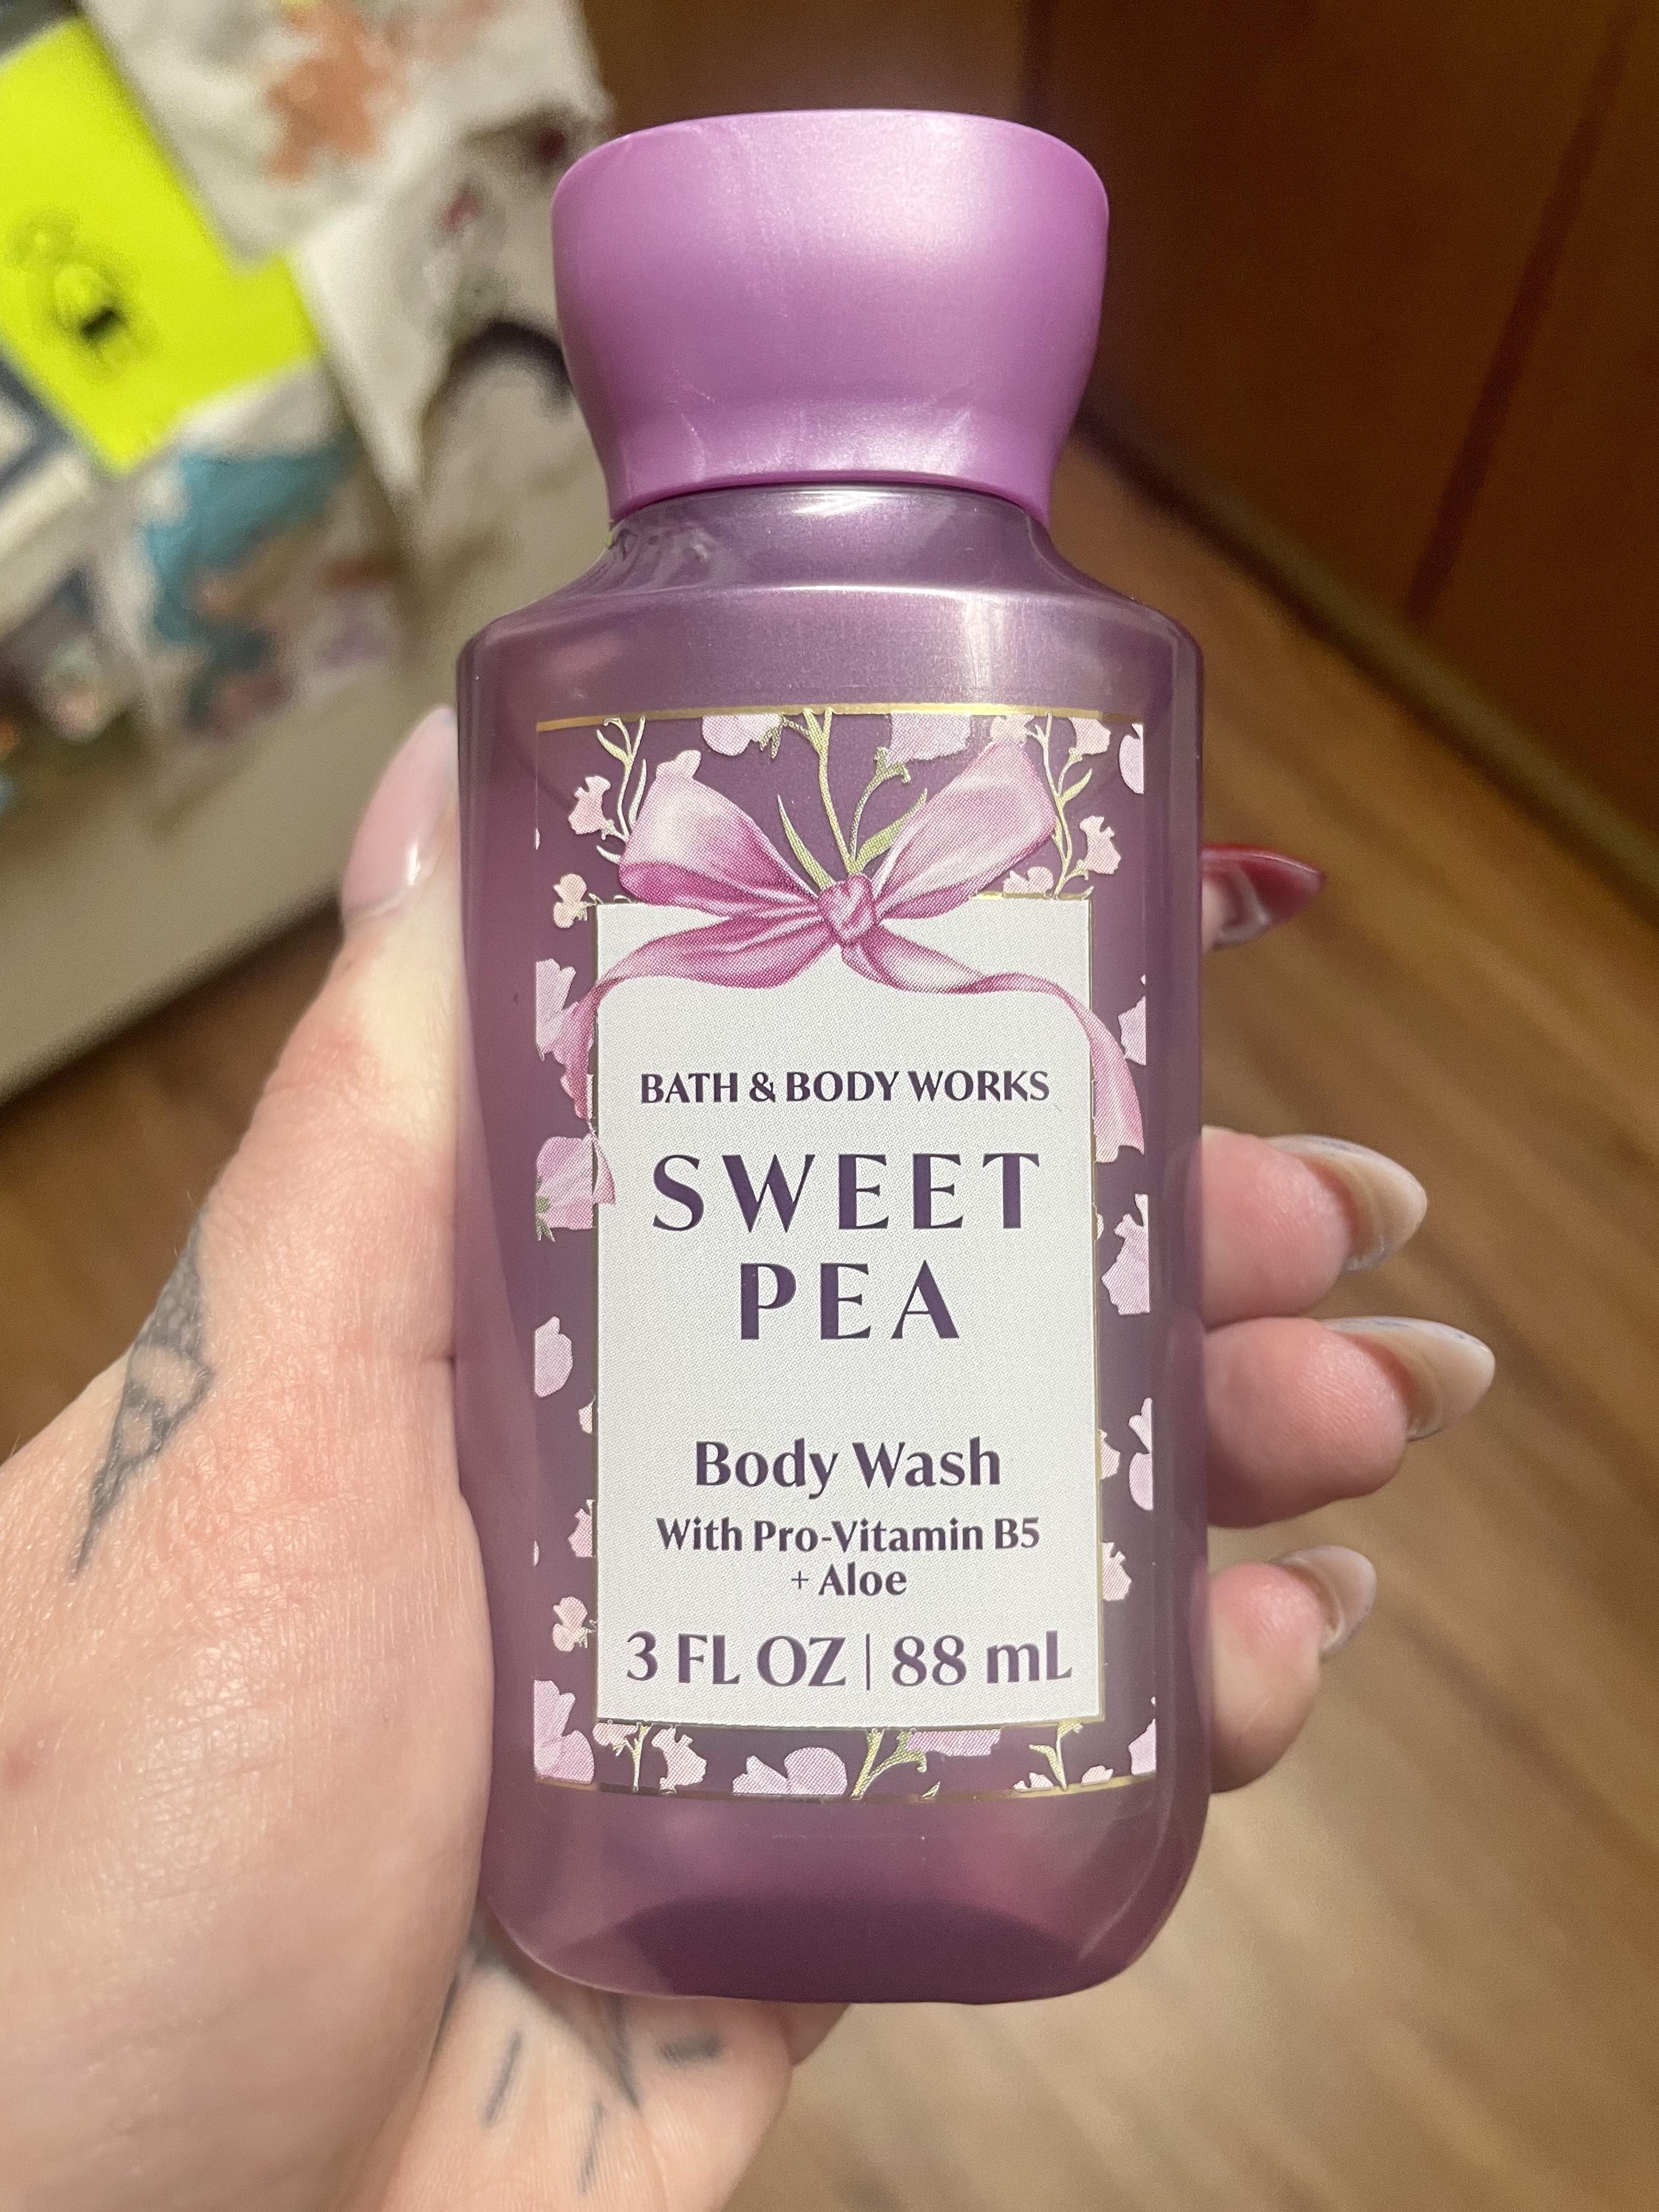 BATH & BODY WORKS
SWEET
PEA
Body Wash
With Pro-Vitamin B5
+ Aloe
3 FL OZ | 88 mL